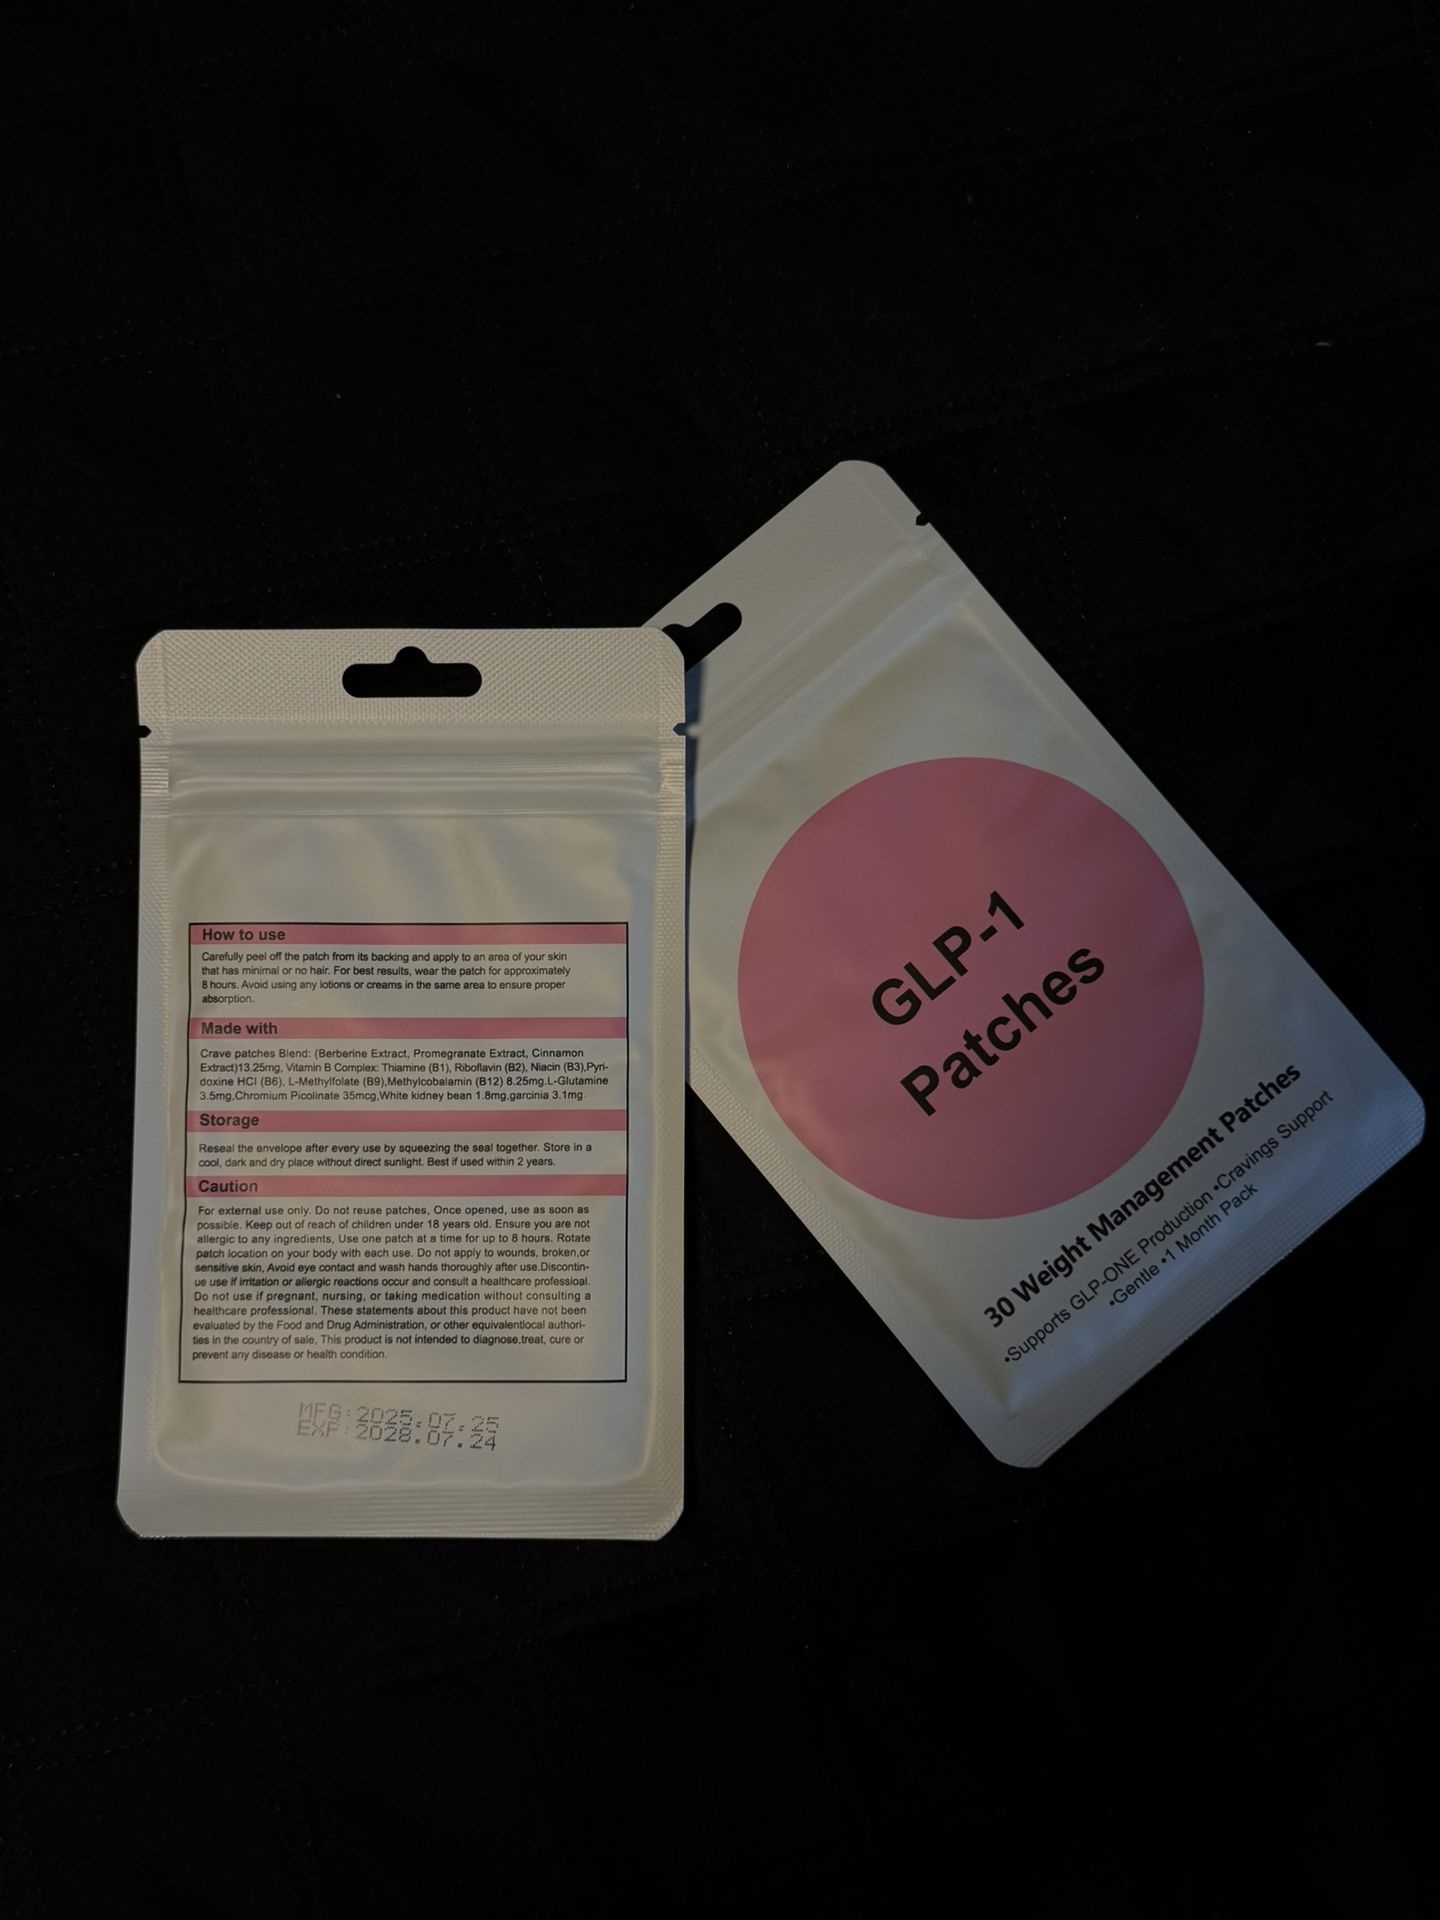 How to use
Carefully peel off the patch from its backing and apply to an area of your skin
that has minimal or no hair. For best results, wear the patch for approximately
8 hours. Avoid using any lotions or creams in the same area to ensure proper
absorption.
Made with
Crave patches Blend: (Berberine Extract, Promegranate Extract, Cinnamon
Extract)13.25mg, Vitamin B Complex: Thiamine (B1), Riboflavin (B2), Niacin (B3),Pyri-
doxine HCl (B6), L-Methylfolate (B9),Methylcobalamin (B12) 8.25mg.L-Glutamine
3.5mg,Chromium Picolinate 35mcg,White kidney bean 1.8mg,garcinia 3.1mg
Storage
Reseal the envelope after every use by squeezing the seal together. Store in a
cool, dark and dry place without direct sunlight. Best if used within 2 years.
Caution
For external use only. Do not reuse patches, Once opened, use as soon as
possible. Keep out of reach of children under 18 years old. Ensure you are not
allergic to any ingredients, Use one patch at a time for up to 8 hours. Rotate
patch location on your body with each use. Do not apply to wounds, broken,or
sensitive skin, Avoid eye contact and wash hands thoroughly after use.Discontin-
ue use if irritation or allergic reactions occur and consult a healthcare professioal.
Do not use if pregnant, nursing, or taking medication without consulting a
healthcare professional. These statements about this product have not been
evaluated by the Food and Drug Administration, or other equivalentlocal authori-
ties in the country of sale, This product is not intended to diagnose,treat, cure or
prevent any disease or health condition.
MFG:2025.07.25
EXP:2028.07.24
GLP-1
Patches
30 Weight Management Patches
•Supports GLP-ONE Production •Cravings Support
•Gentle •1 Month Pack